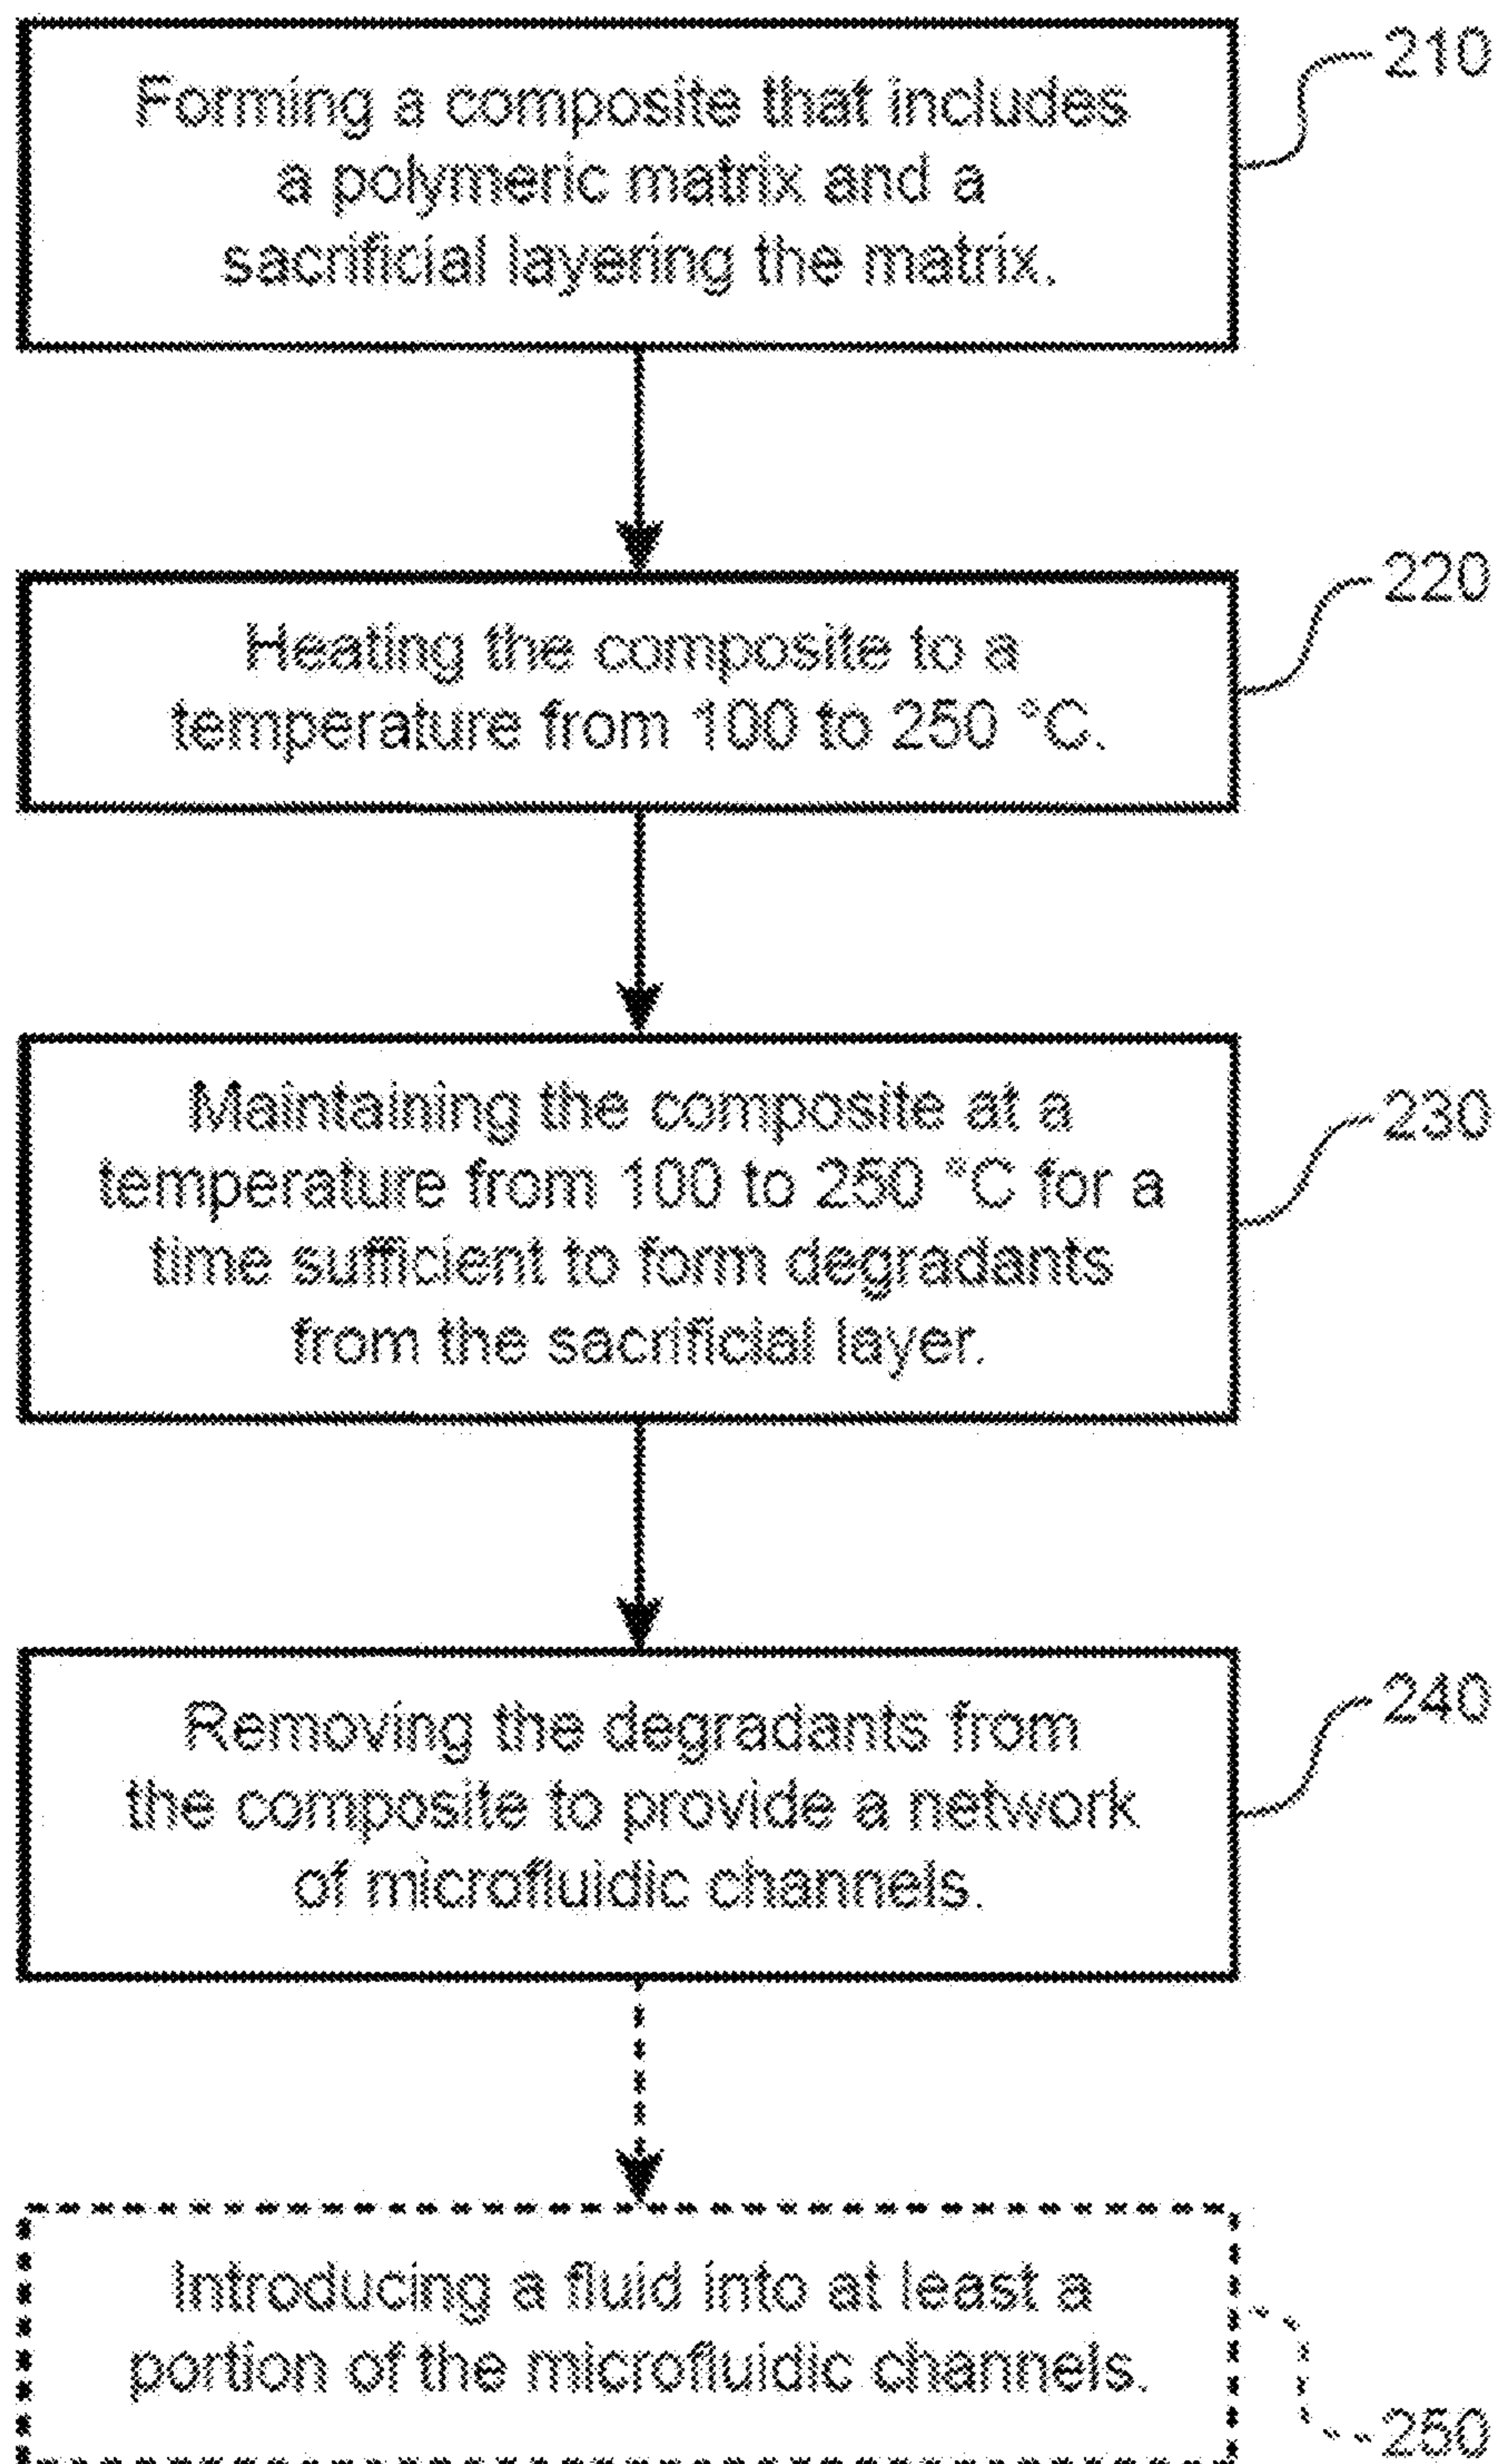 Forming a composite that includes
210
a polymeric matrix and a
sacrificial layering the matrix.
Heating the composite to a
220
temperature from 100 to 250 °C.
Maintaining the composite at a
230
temperature from 100 to 250 °C for a
time sufficient to form degradants
from the sacrificial layer.
Removing the degradants from
240
the composite to provide a network
of microfluidic channels.
Introducing a fluid into at least a
portion of the microfluidic channels.
250